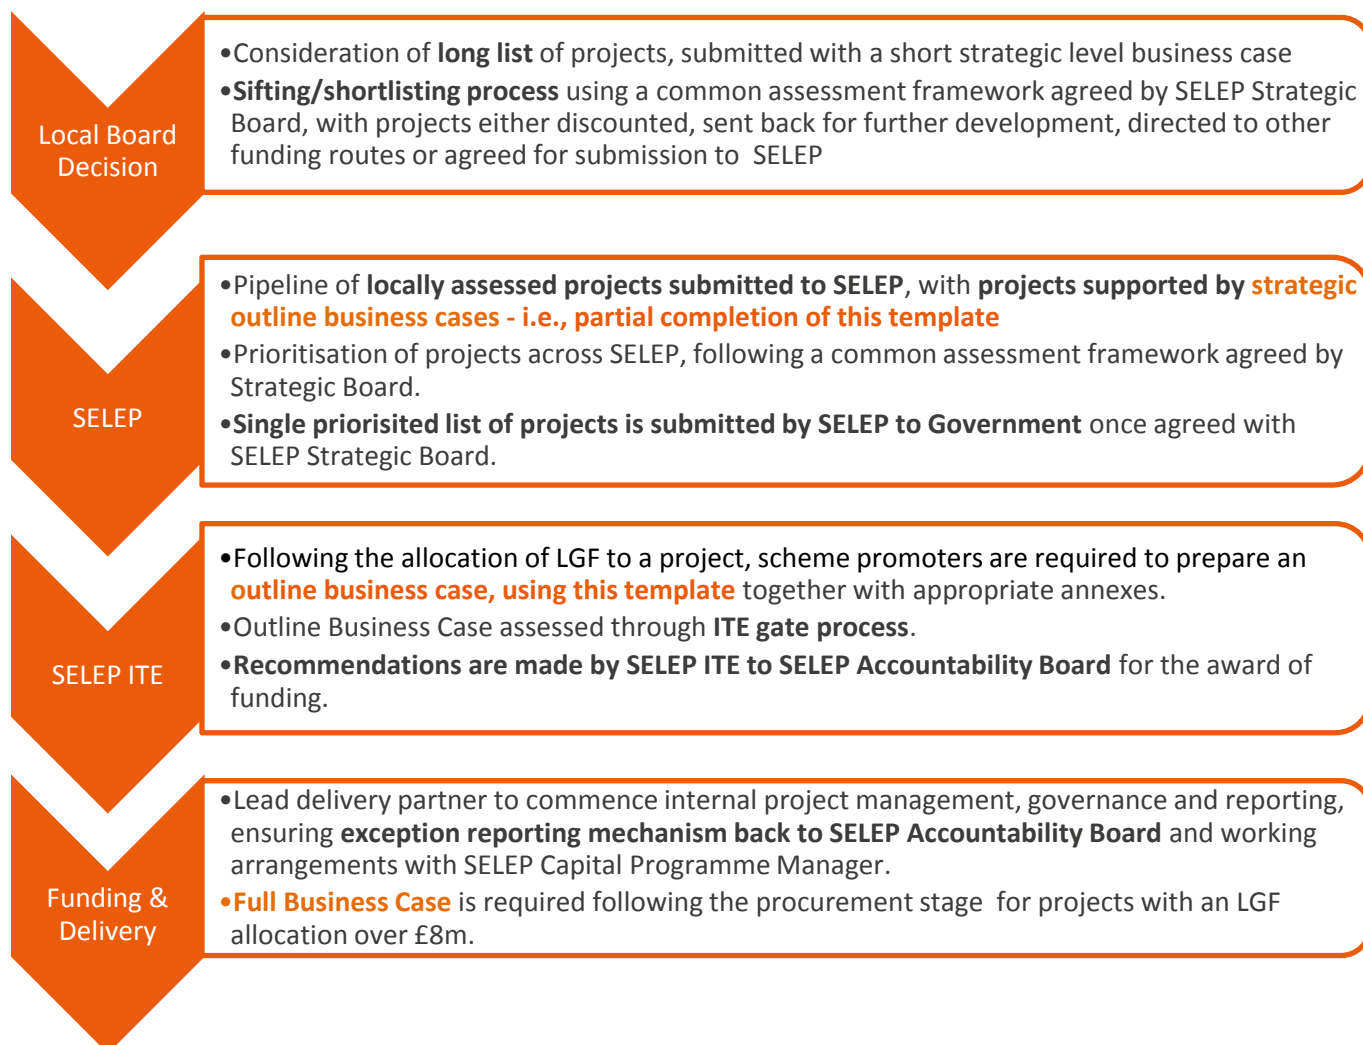 Local Board
Decision
•Consideration of long list of projects, submitted with a short strategic level business case
•Sifting/shortlisting process using a common assessment framework agreed by SELEP Strategic
Board, with projects either discounted, sent back for further development, directed to other
funding routes or agreed for submission to SELEP
SELEP
•Pipeline of locally assessed projects submitted to SELEP, with projects supported by strategic
outline business cases - i.e., partial completion of this template
•Prioritisation of projects across SELEP, following a common assessment framework agreed by
Strategic Board.
•Single priorisited list of projects is submitted by SELEP to Government once agreed with
SELEP Strategic Board.
SELEP ITE
•Following the allocation of LGF to a project, scheme promoters are required to prepare an
outline business case, using this template together with appropriate annexes.
•Outline Business Case assessed through ITE gate process.
•Recommendations are made by SELEP ITE to SELEP Accountability Board for the award of
funding.
Funding &
Delivery
•Lead delivery partner to commence internal project management, governance and reporting,
ensuring exception reporting mechanism back to SELEP Accountability Board and working
arrangements with SELEP Capital Programme Manager.
•Full Business Case is required following the procurement stage for projects with an LGF
allocation over £8m.